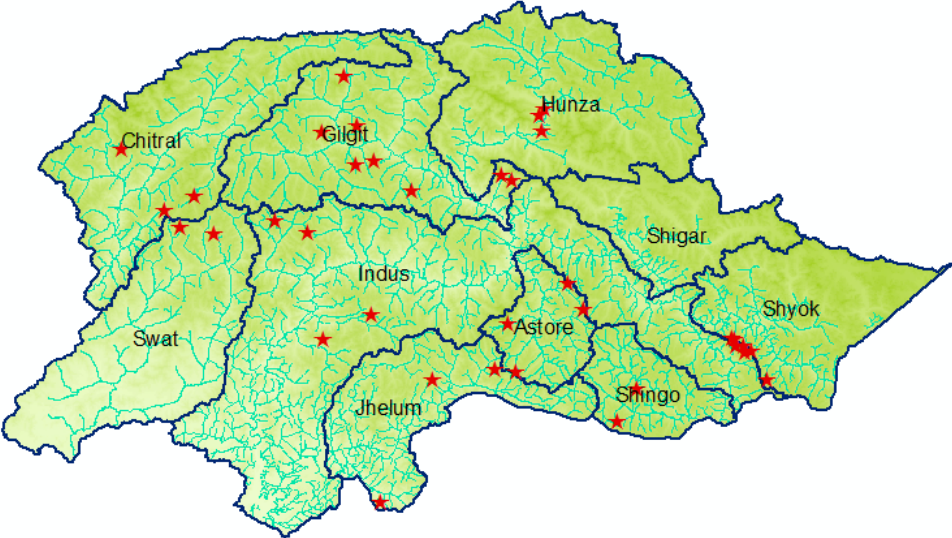 Hunza
Chitral
Gilgit
Shigar
Indus
Shyok
Swat
Astore
Shingo
Jhelum